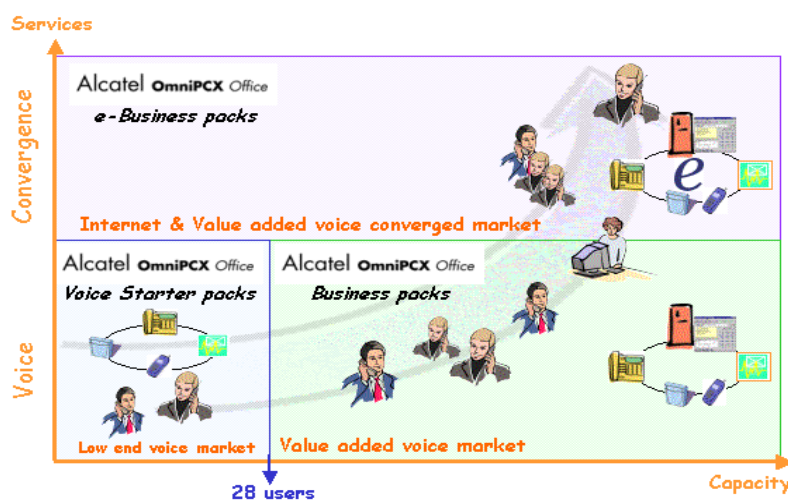 Services
Convergence
Alcatel OmniPCX Office
e-Business packs
e
Internet & Value added voice converged market
Voice
Alcatel OmniPCX Office
Voice Starter packs
Low end voice market
Alcatel OmniPCX Office
Business packs
Value added voice market
28 users
Capacity